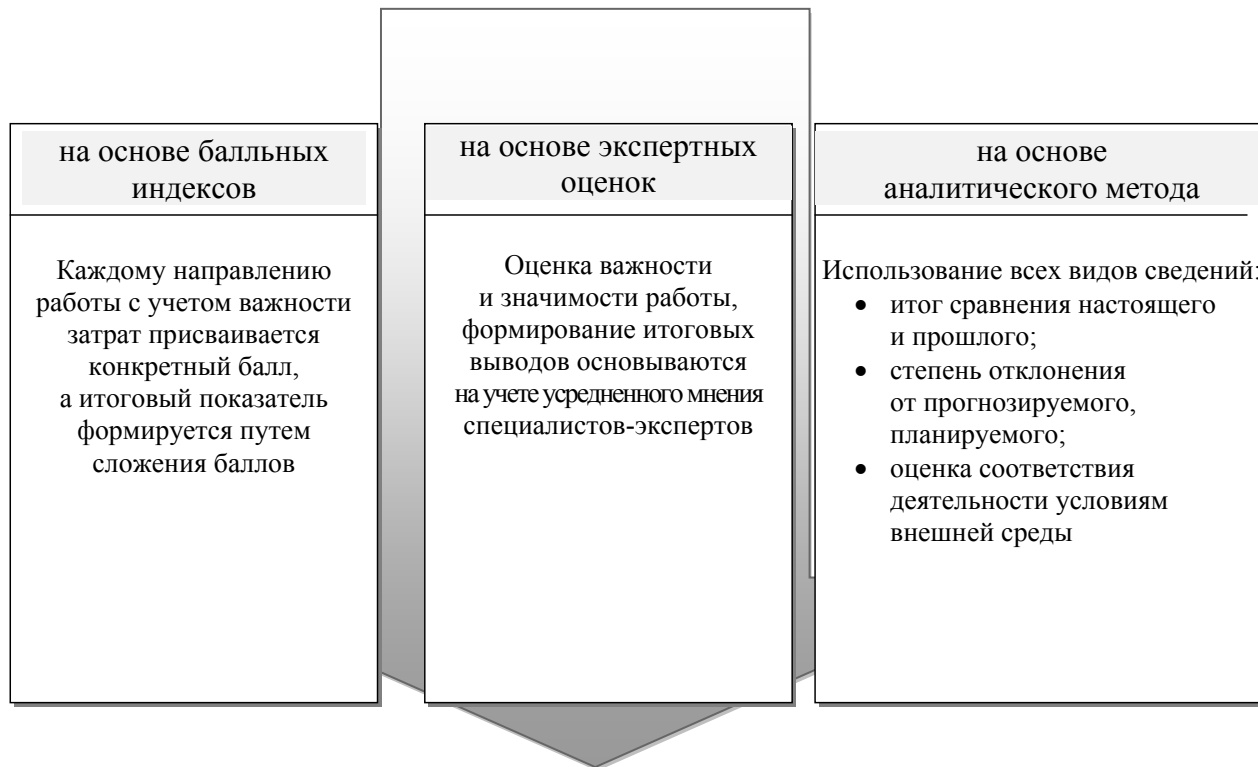 на основе балльных
индексов
Каждому направлению
работы с учетом важности
затрат присваивается
конкретный балл,
а итоговый показатель
формируется путем
сложения баллов
на основе экспертных
оценок
Оценка важности
и значимости работы,
формирование итоговых
выводов основываются
на учете усредненного мнения
специалистов-экспертов
на основе
аналитического метода
Использование всех видов сведений:
• итог сравнения настоящего
и прошлого;
• степень отклонения
от прогнозируемого,
планируемого;
• оценка соответствия
деятельности условиям
внешней среды